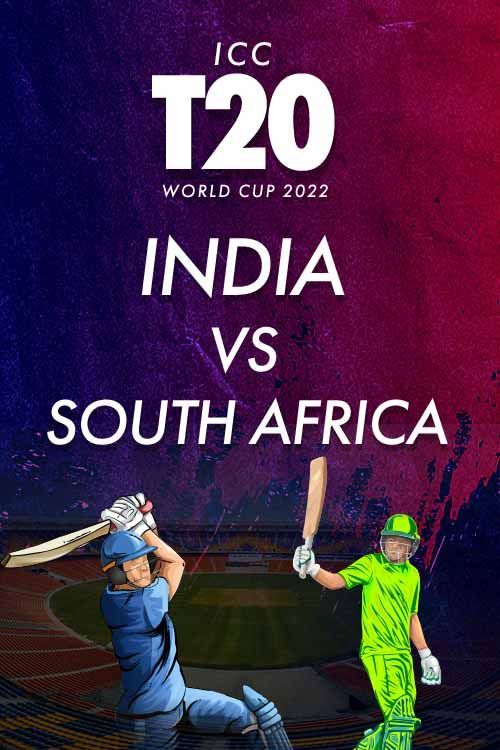 ICC
T20
WORLD CUP 2022
INDIA
VS
SOUTH AFRICA